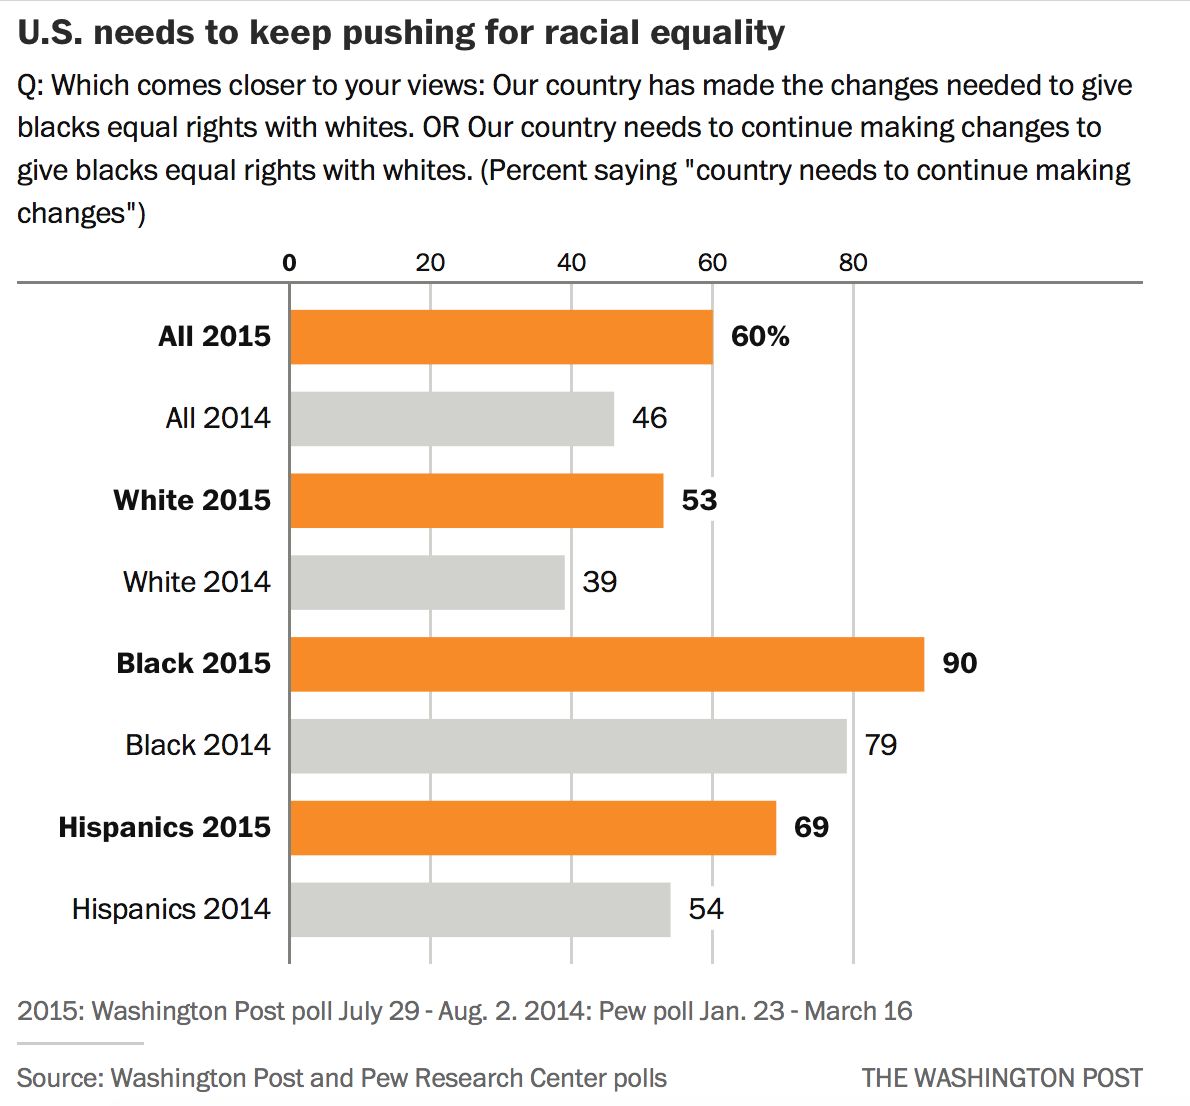 U.S. needs to keep pushing for racial equality
Q: Which comes closer to your views: Our country has made the changes needed to give
blacks equal rights with whites. OR Our country needs to continue making changes to
give blacks equal rights with whites. (Percent saying "country needs to continue making
changes")
0 20 40 60 80
All 2015 60%
All 2014 46
White 2015 53
White 2014 39
Black 2015 90
Black 2014 79
Hispanics 2015 69
Hispanics 2014 54
2015: Washington Post poll July 29 - Aug. 2. 2014: Pew poll Jan. 23 - March 16
Source: Washington Post and Pew Research Center polls THE WASHINGTON POST